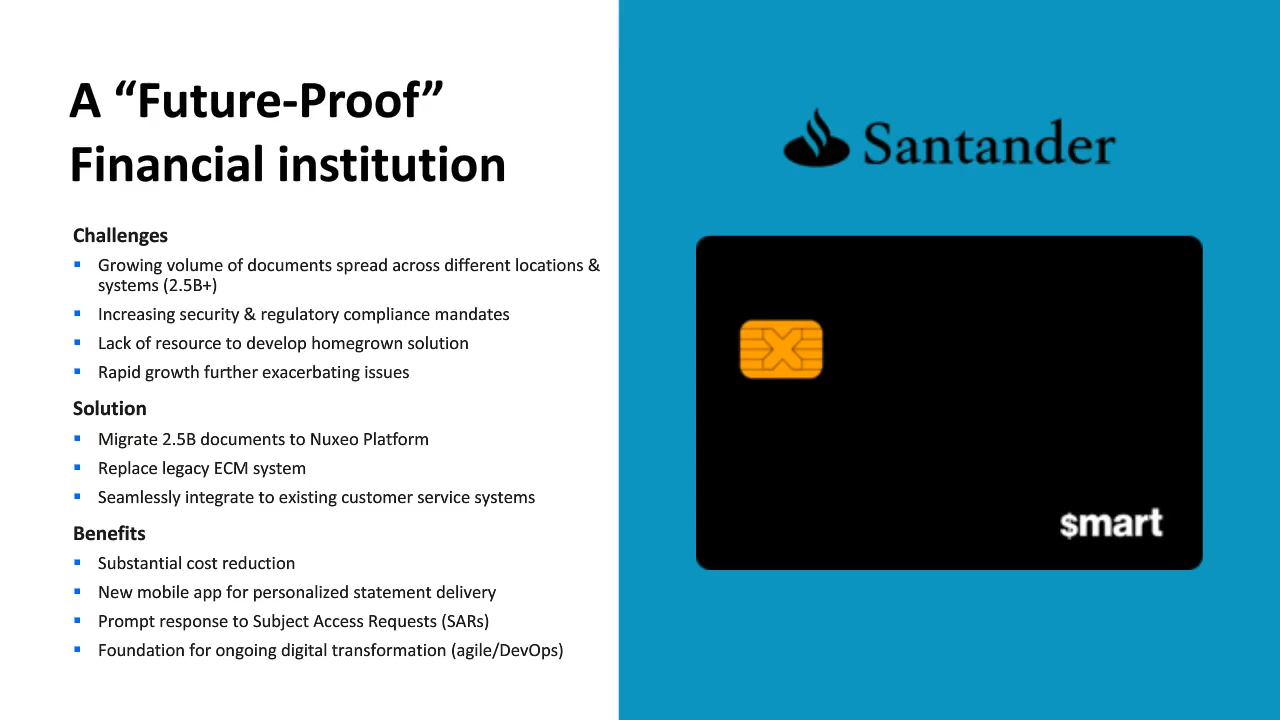 A “Future-Proof”
Financial institution
Challenges
Growing volume of documents spread across different locations &
systems (2.5B+)
Increasing security & regulatory compliance mandates
Lack of resource to develop homegrown solution
Rapid growth further exacerbating issues
Solution
Migrate 2.5B documents to Nuxeo Platform
Replace legacy ECM system
Seamlessly integrate to existing customer service systems
Benefits
Substantial cost reduction
New mobile app for personalized statement delivery
Prompt response to Subject Access Requests (SARs)
Foundation for ongoing digital transformation (agile/DevOps)
Santander
$mart